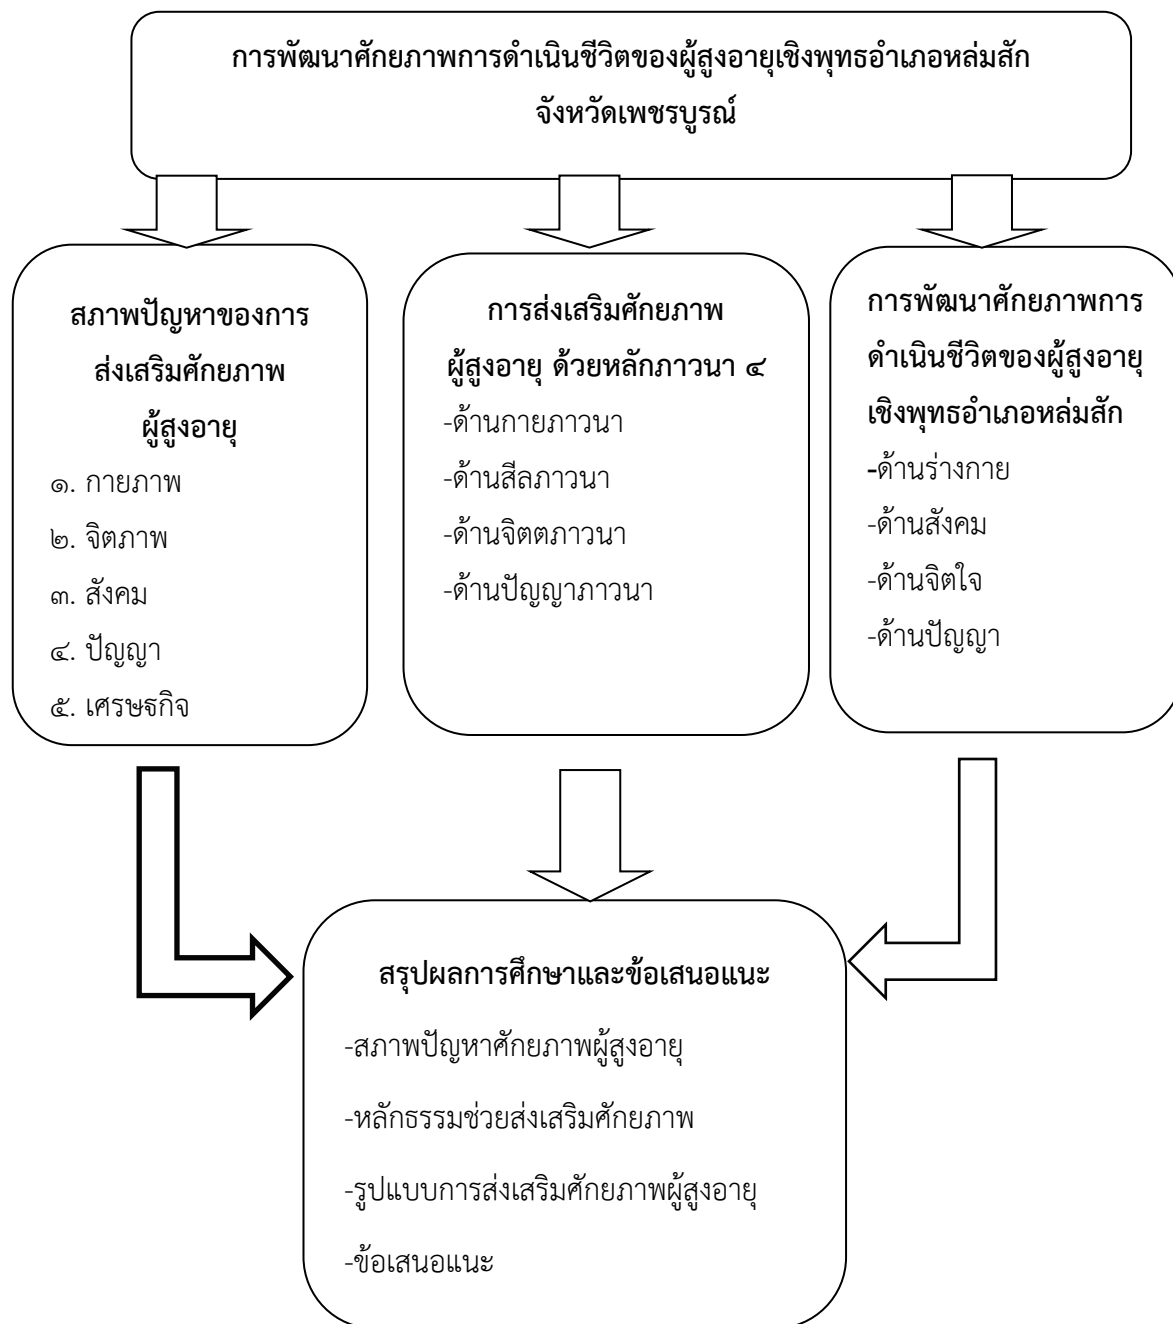 การพัฒนาศักยภาพการดำเนินชีวิตของผู้สูงอายุเชิงพุทธอำเภอหล่มสัก
จังหวัดเพชรบูรณ์
สภาพปัญหาของการ
ส่งเสริมศักยภาพ
ผู้สูงอายุ
๑. กายภาพ
๒. จิตภาพ
๓. สังคม
๔. ปัญญา
๕. เศรษฐกิจ
การส่งเสริมศักยภาพ
ผู้สูงอายุ ด้วยหลักภาวนา ๔
-ด้านกายภาวนา
-ด้านสีลภาวนา
-ด้านจิตตภาวนา
-ด้านปัญญาภาวนา
การพัฒนาศักยภาพการ
ดำเนินชีวิตของผู้สูงอายุ
เชิงพุทธอำเภอหล่มสัก
-ด้านร่างกาย
-ด้านสังคม
-ด้านจิตใจ
-ด้านปัญญา
สรุปผลการศึกษาและข้อเสนอแนะ
-สภาพปัญหาศักยภาพผู้สูงอายุ
-หลักธรรมช่วยส่งเสริมศักยภาพ
-รูปแบบการส่งเสริมศักยภาพผู้สูงอายุ
-ข้อเสนอแนะ